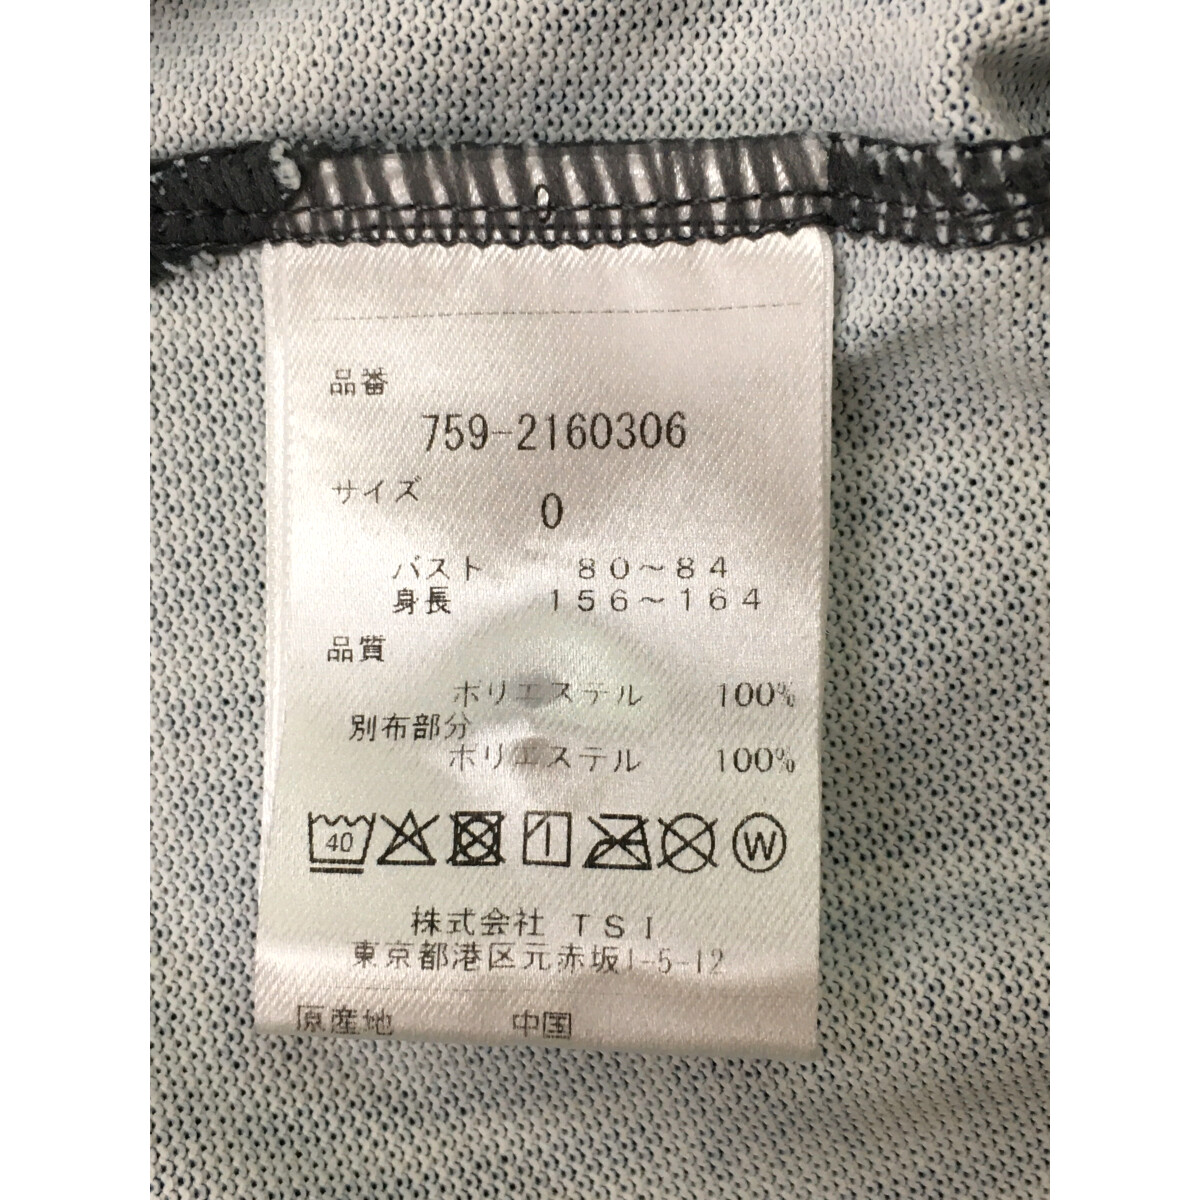 品番
759-2160306
サイズ
0
バスト 80~84
身長 156~164
品質
ポリエステル 100%
別布部分
ポリエステル 100%
40 W
株式会社 TSI
東京都港区元赤坂1-5-12
原産地 中国